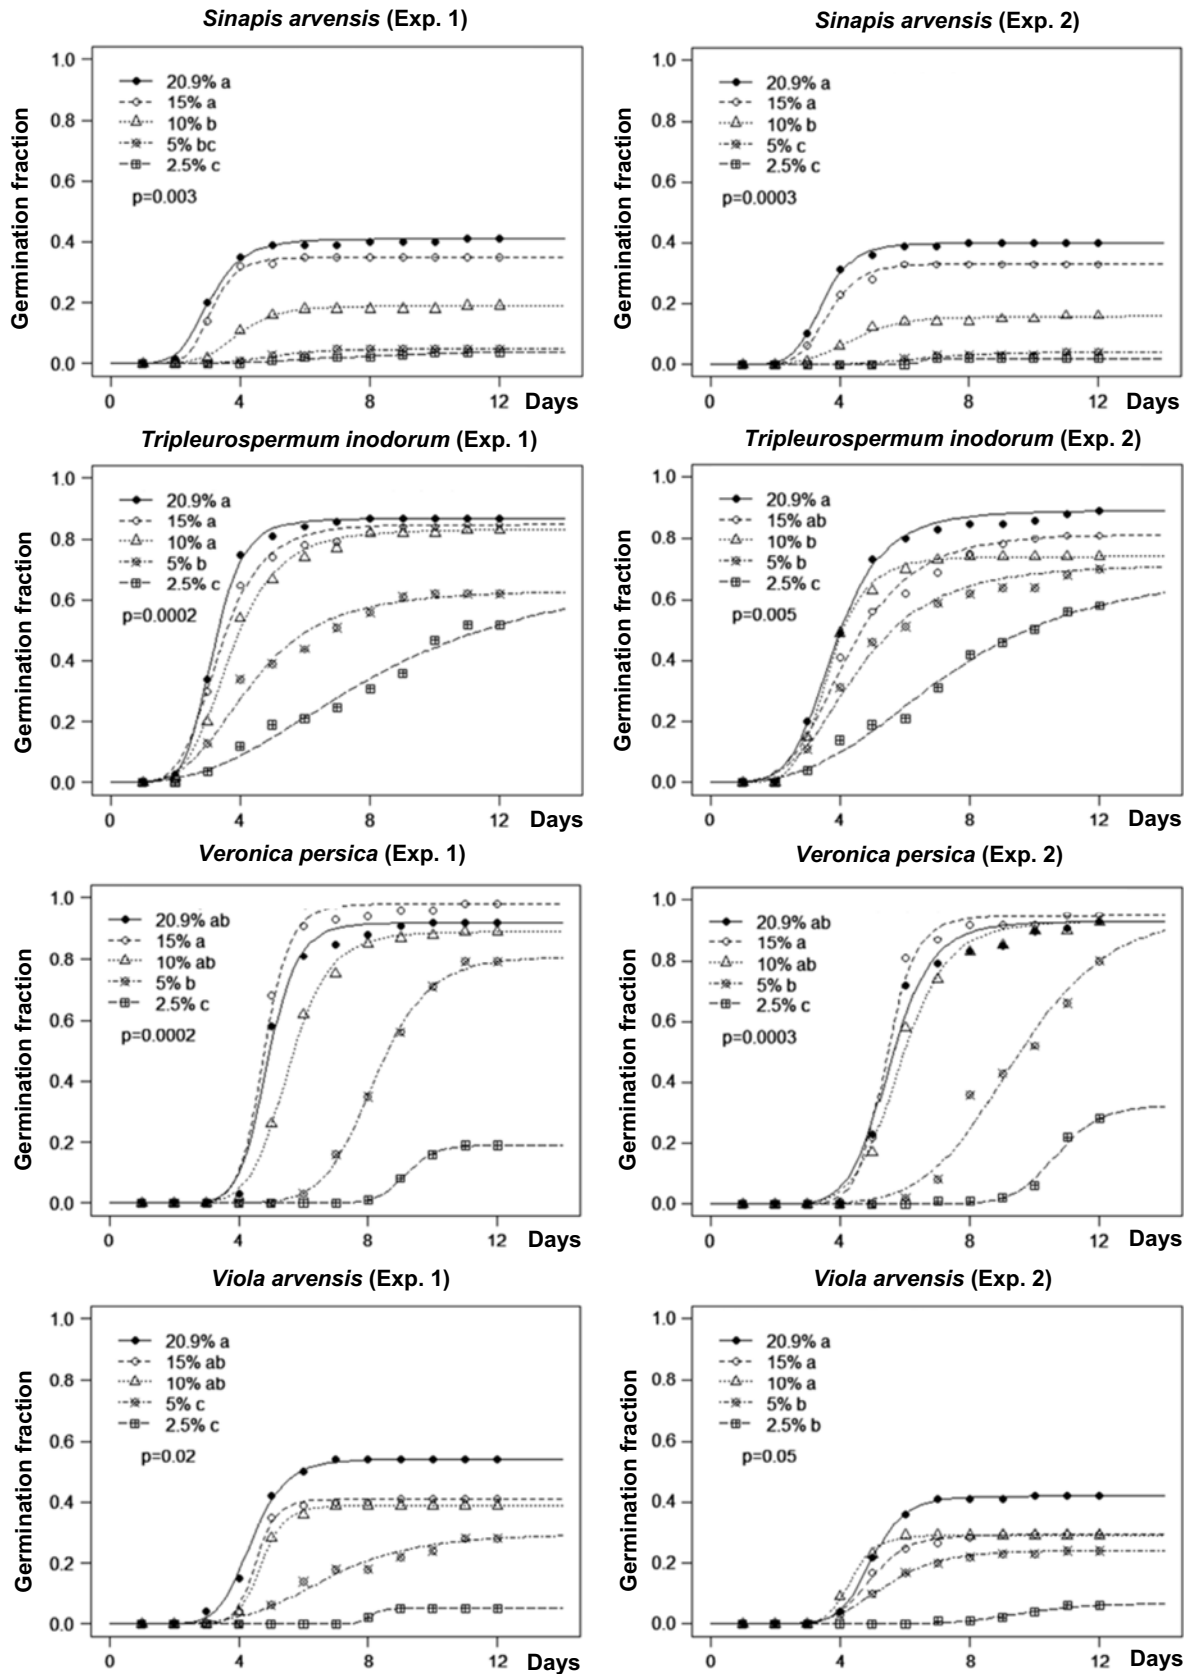 Sinapis arvensis (Exp. 1)
Germination fraction
1.0
0.8
0.6
0.4
0.2
0.0
20.9% a
15% a
10% b
5% bc
2.5% c
p=0.003
0 4 8 12 Days
Sinapis arvensis (Exp. 2)
Germination fraction
1.0
0.8
0.6
0.4
0.2
0.0
20.9% a
15% a
10% b
5% c
2.5% c
p=0.0003
0 4 8 12 Days
Tripleurospermum inodorum (Exp. 1)
Germination fraction
1.0
0.8
0.6
0.4
0.2
0.0
20.9% a
15% a
10% a
5% b
2.5% c
p=0.0002
0 4 8 12 Days
Tripleurospermum inodorum (Exp. 2)
Germination fraction
1.0
0.8
0.6
0.4
0.2
0.0
20.9% a
15% ab
10% b
5% b
2.5% c
p=0.005
0 4 8 12 Days
Veronica persica (Exp. 1)
Germination fraction
1.0
0.8
0.6
0.4
0.2
0.0
20.9% ab
15% a
10% ab
5% b
2.5% c
p=0.0002
0 4 8 12 Days
Veronica persica (Exp. 2)
Germination fraction
1.0
0.8
0.6
0.4
0.2
0.0
20.9% ab
15% a
10% ab
5% b
2.5% c
p=0.0003
0 4 8 12 Days
Viola arvensis (Exp. 1)
Germination fraction
1.0
0.8
0.6
0.4
0.2
0.0
20.9% a
15% ab
10% ab
5% c
2.5% c
p=0.02
0 4 8 12 Days
Viola arvensis (Exp. 2)
Germination fraction
1.0
0.8
0.6
0.4
0.2
0.0
20.9% a
15% a
10% a
5% b
2.5% b
p=0.05
0 4 8 12 Days